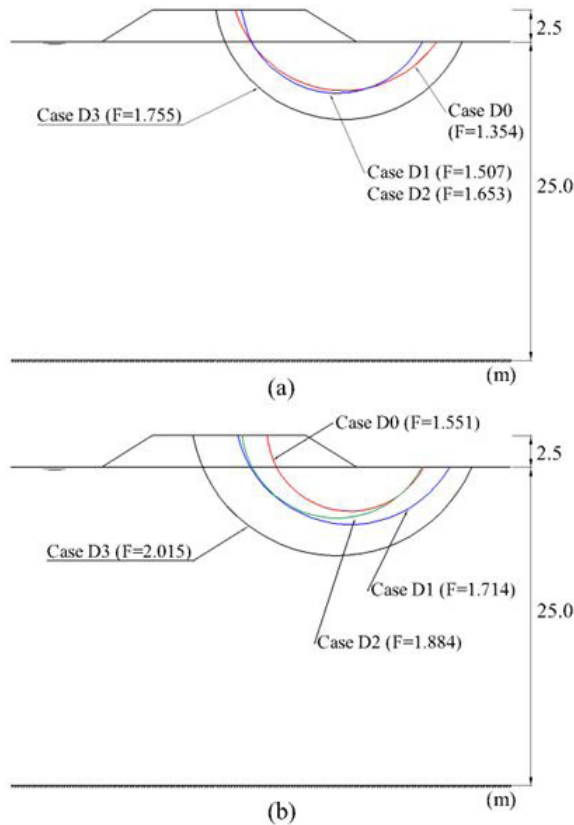 2.5
Case D3 (F=1.755)
Case D0
(F=1.354)
Case D1 (F=1.507)
Case D2 (F=1.653)
25.0
(m)
(a)
Case D0 (F=1.551)
2.5
Case D3 (F=2.015)
Case D1 (F=1.714)
25.0
Case D2 (F=1.884)
(m)
(b)